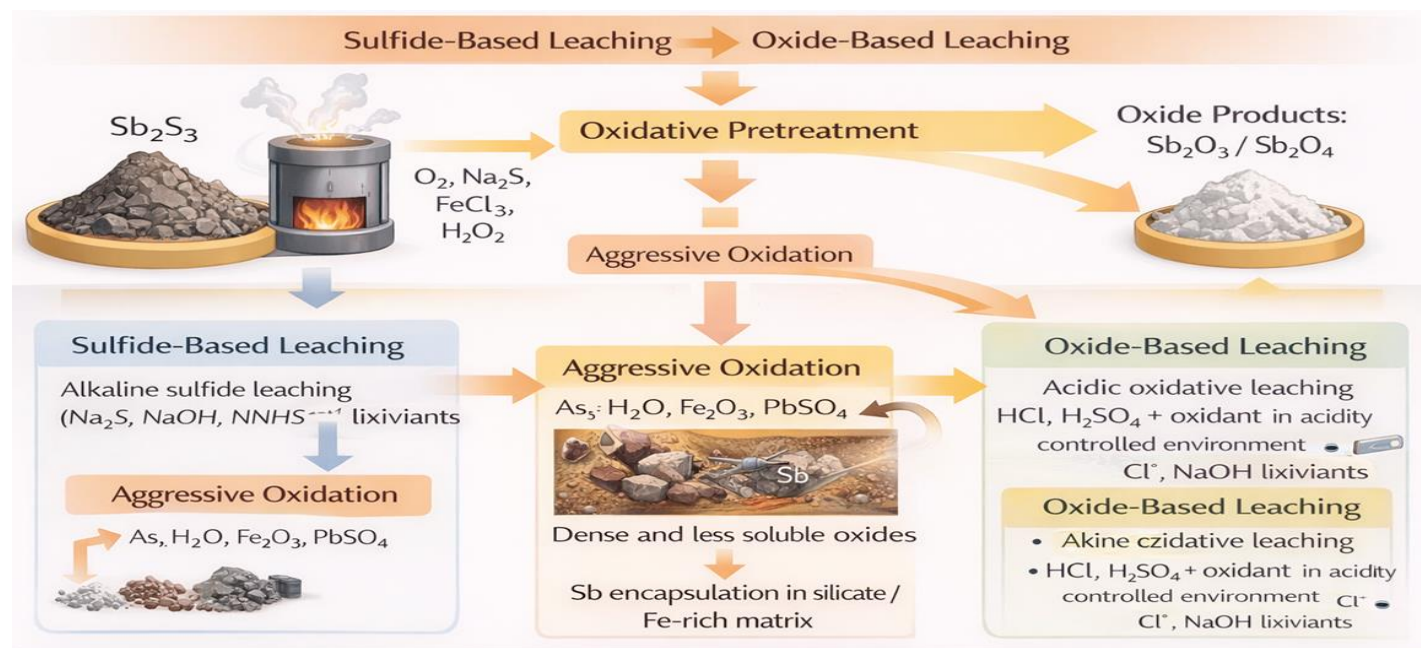 Sulfide-Based Leaching Oxide-Based Leaching
Sb₂S₃
Oxidative Pretreatment
Oxide Products:
Sb₂O₃ / Sb₂O₄
O₂, Na₂S,
FeCl₃,
H₂O₂
Aggressive Oxidation
Sulfide-Based Leaching
Alkaline sulfide leaching
(Na₂S, NaOH, lixiviants
Aggressive Oxidation
As, H₂O, Fe₂O₃, PbSO₄
Aggressive Oxidation
H₂O, Fe₂O₃, PbSO₄
Sb
Dense and less soluble oxides
Sb encapsulation in silicate /
Fe-rich matrix
Oxide-Based Leaching
Acidic oxidative leaching
HCl, H₂SO₄ + oxidant in acidity
controlled environment
Cl°, NaOH lixiviants
Oxide-Based Leaching
• Akine czidative leaching
• HCl, H₂SO₄ + oxidant in acidity
controlled environment Cl⁺
Cl°, NaOH lixiviants